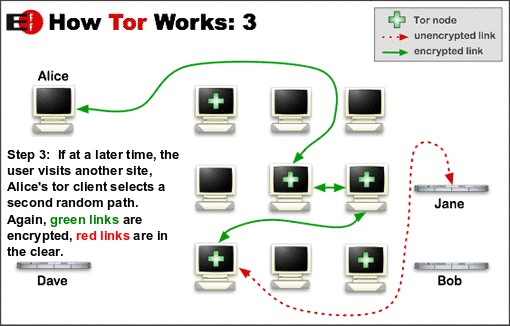 Eff How Tor Works: 3
Tor node
unencrypted link
encrypted link
Alice
Step 3: If at a later time, the
user visits another site,
Alice's tor client selects a
second random path.
Again, green links are
encrypted, red links are in
the clear.
Jane
Dave
Bob